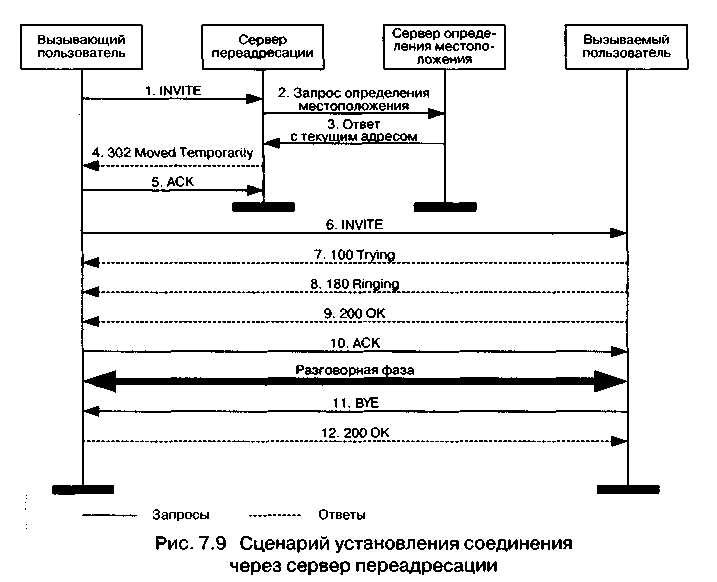 Вызывающий
пользователь
Сервер
переадресации
Сервер опреде-
ления местопо-
ложения
Вызываемый
пользователь
1. INVITE
2. Запрос определения
местоположения
3. Ответ
с текущим адресом
4. 302 Moved Temporarily
5. ACK
6. INVITE
7. 100 Trying
8. 180 Ringing
9. 200 OK
10. ACK
Разговорная фаза
11. BYE
12. 200 OK
Запросы
Ответы
Рис. 7.9 Сценарий установления соединения
через сервер переадресации